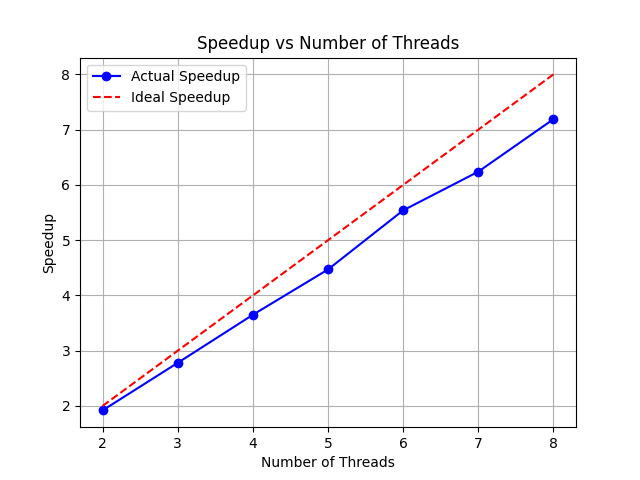 Speedup vs Number of Threads
Actual Speedup
Ideal Speedup
8
7
6
5
4
3
2
Speedup
2 3 4 5 6 7 8
Number of Threads